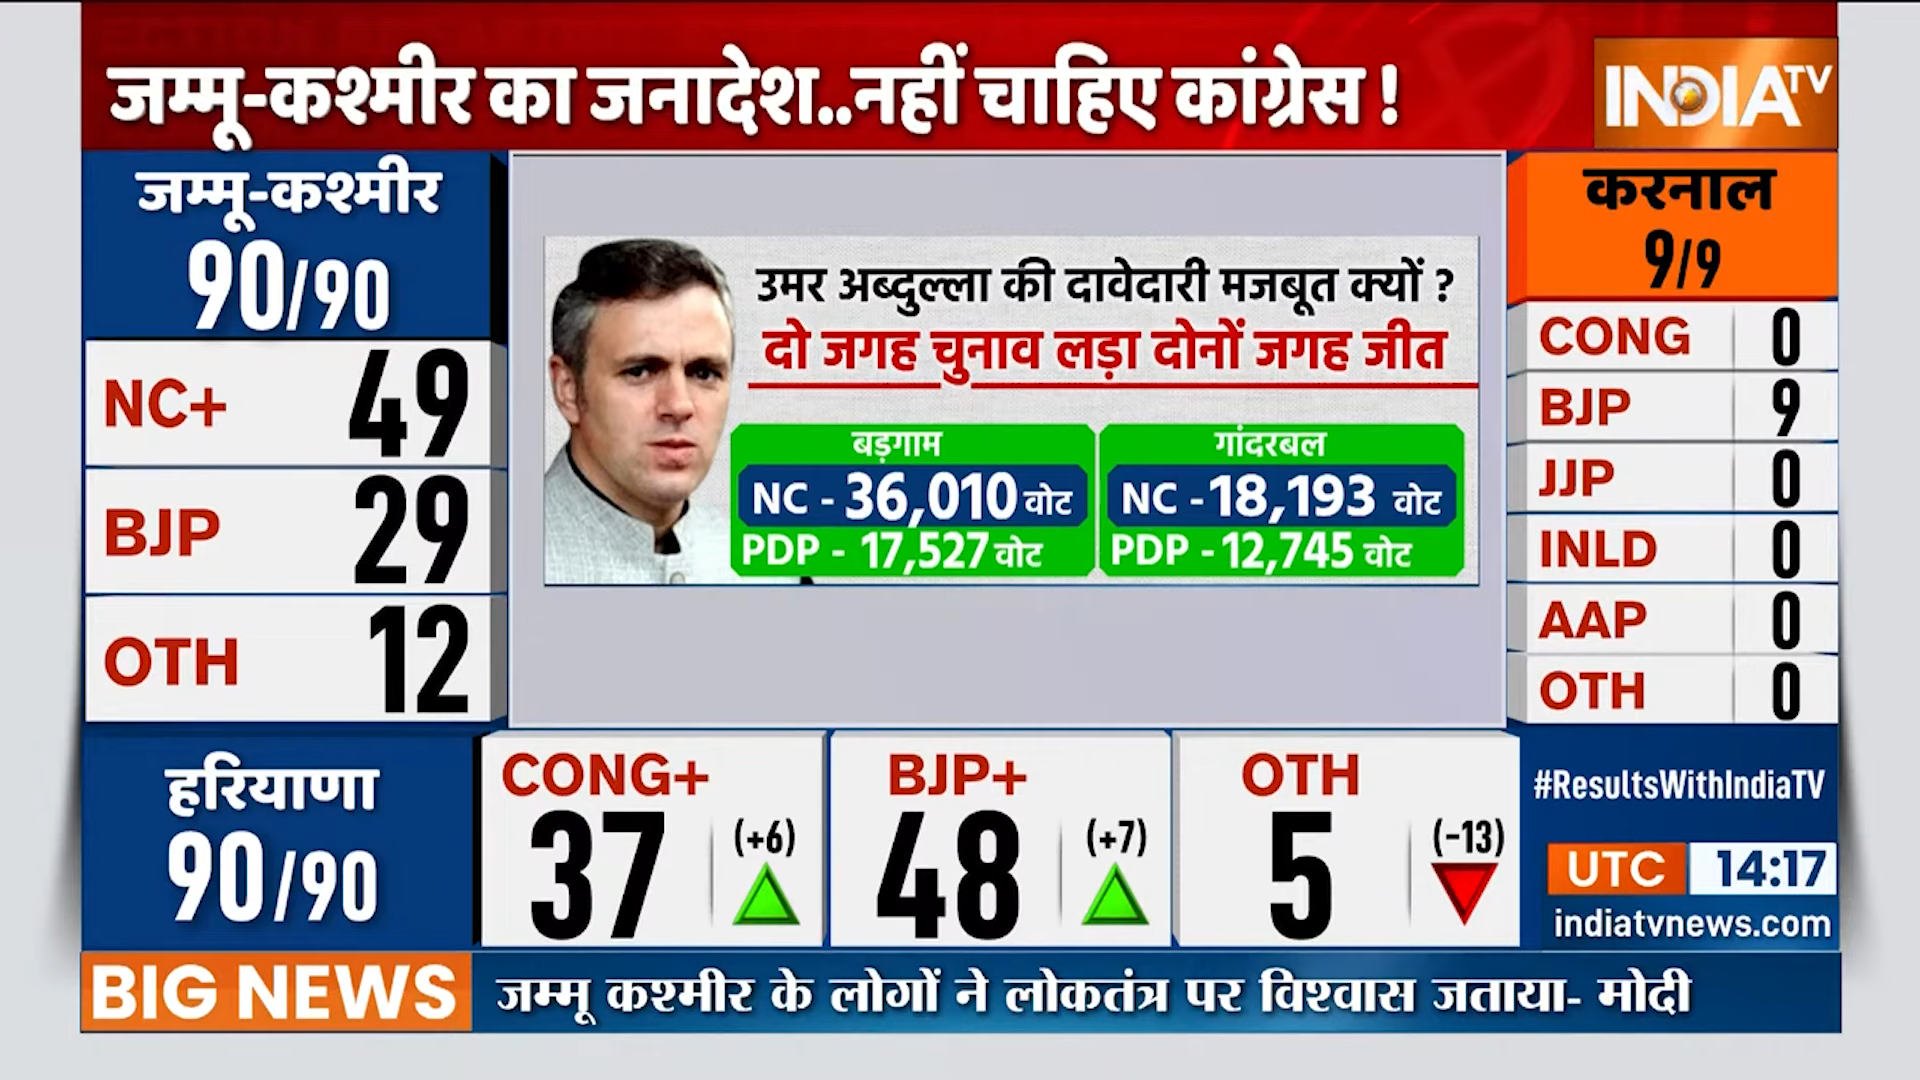 जम्मू-कश्मीर का जनादेश..नहीं चाहिए कांग्रेस !
INDIA TV
जम्मू-कश्मीर
90/90
NC+ 49
BJP 29
OTH 12
उमर अब्दुल्ला की दावेदारी मजबूत क्यों ?
दो जगह चुनाव लड़ा दोनों जगह जीत
बड़गाम
NC - 36,010 वोट
PDP - 17,527 वोट
गांदरबल
NC - 18,193 वोट
PDP - 12,745 वोट
करनाल
9/9
CONG 0
BJP 9
JJP 0
INLD 0
AAP 0
OTH 0
हरियाणा
90/90
CONG+
37 (+6)
BJP+
48 (+7)
OTH
5 (-13)
#ResultsWithIndiaTV
UTC 14:17
indiatvnews.com
BIG NEWS
जम्मू कश्मीर के लोगों ने लोकतंत्र पर विश्वास जताया- मोदी